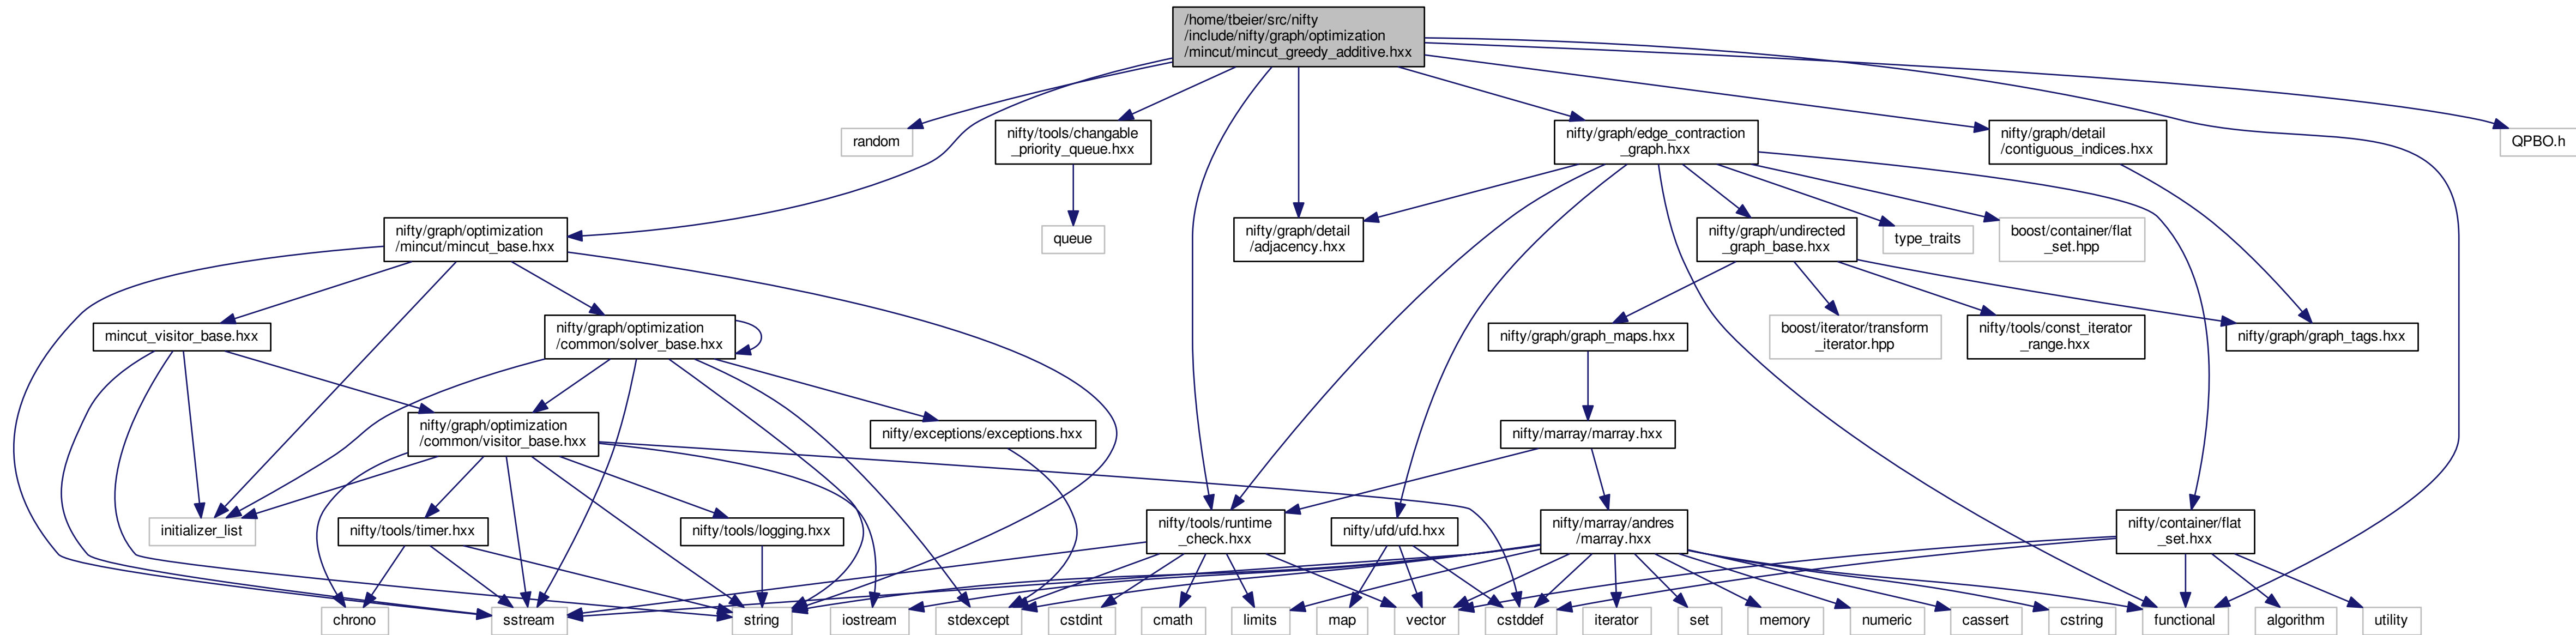 /home/tbeier/src/nifty
/include/nifty/graph/optimization
/mincut/mincut_greedy_additive.hxx
random
nifty/tools/changable
_priority_queue.hxx
nifty/graph/edge_contraction
_graph.hxx
nifty/graph/detail
/contiguous_indices.hxx
QPBO.h
nifty/graph/optimization
/mincut/mincut_base.hxx
queue
nifty/graph/detail
/adjacency.hxx
nifty/graph/undirected
_graph_base.hxx
type_traits
boost/container/flat
_set.hpp
mincut_visitor_base.hxx
nifty/graph/optimization
/common/solver_base.hxx
nifty/graph/graph_maps.hxx
boost/iterator/transform
_iterator.hpp
nifty/tools/const_iterator
_range.hxx
nifty/graph/graph_tags.hxx
nifty/graph/optimization
/common/visitor_base.hxx
nifty/exceptions/exceptions.hxx
nifty/marray/marray.hxx
initializer_list
nifty/tools/timer.hxx
nifty/tools/logging.hxx
nifty/tools/runtime
_check.hxx
nifty/ufd/ufd.hxx
nifty/marray/andres
/marray.hxx
nifty/container/flat
_set.hxx
chrono
sstream
string
iostream
stdexcept
cstdint
cmath
limits
map
vector
cstddef
iterator
set
memory
numeric
cassert
cstring
functional
algorithm
utility